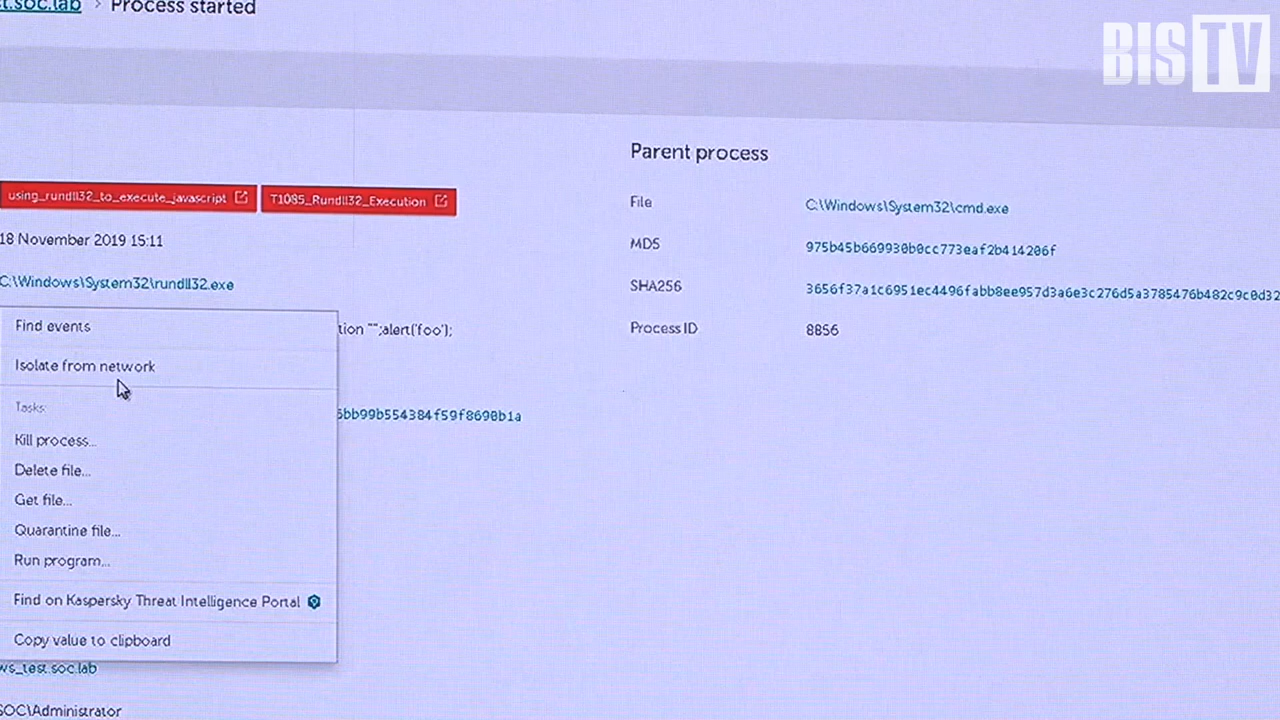 t.soc.lab > Process started
BIS TV
Parent process
using_rundll32_to_execute_javascript
T1085_Rundll32_Execution
File
C:\Windows\System32\cmd.exe
18 November 2019 15:11
MD5
975b45b669930b0cc773eaf2b414206f
C:\Windows\System32\rundll32.exe
SHA256
3656f37a1c6951ec4496fabb8ee957d3a6e3c276d5a3785476b482c9c0d32
Find events
tion "";alert('foo');
Process ID
8856
Isolate from network
Tasks:
bb99b554384f59f8690b1a
Kill process...
Delete file...
Get file...
Quarantine file...
Run program...
Find on Kaspersky Threat Intelligence Portal
Copy value to clipboard
ws_test.soc.lab
SOC\Administrator